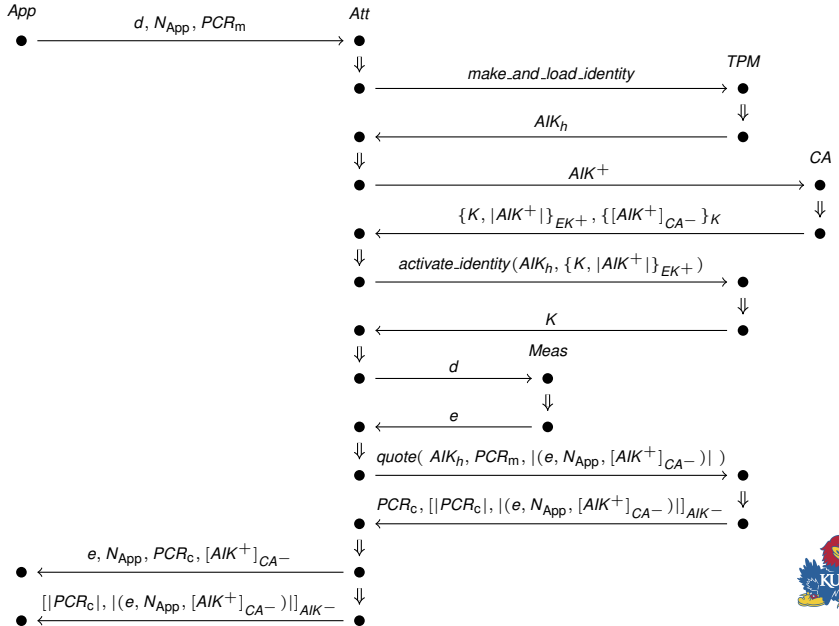 App Att
d, N_App, PCR_m
make_and_load_identity TPM
AIK_h
CA
AIK⁺
{K, |AIK⁺|}_EK+, {[AIK⁺]_CA−}_K
activate_identity(AIK_h, {K, |AIK⁺|}_EK+)
K
Meas
d
e
quote( AIK_h, PCR_m, |(e, N_App, [AIK⁺]_CA−)| )
PCR_c, [|PCR_c|, |(e, N_App, [AIK⁺]_CA−)|]_AIK−
e, N_App, PCR_c, [AIK⁺]_CA−
KU
[|PCR_c|, |(e, N_App, [AIK⁺]_CA−)|]_AIK−